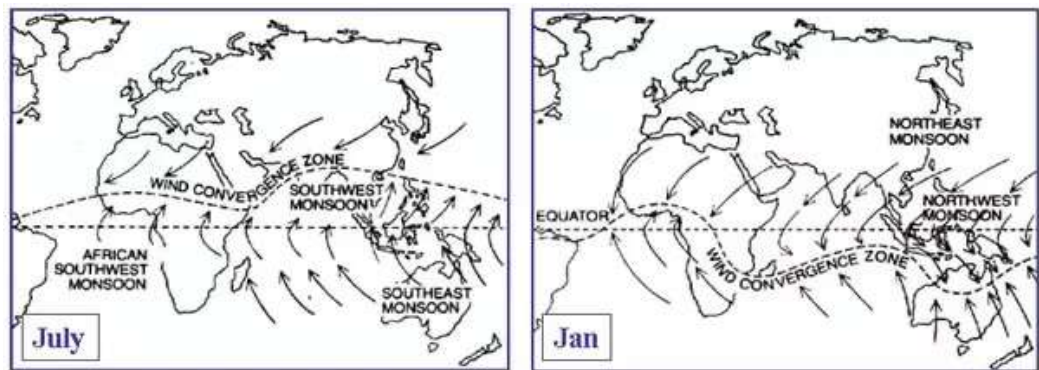 WIND CONVERGENCE ZONE
SOUTHWEST
MONSOON
AFRICAN
SOUTHWEST
MONSOON
SOUTHEAST
MONSOON
July
NORTHEAST
MONSOON
NORTHWEST
MONSOON
EQUATOR
WIND CONVERGENCE ZONE
Jan